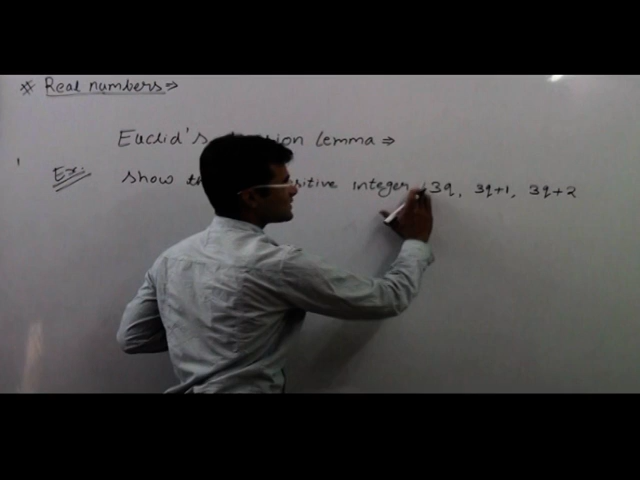 * Real numbers ⇒
Euclid's lemma ⇒
Ex: show integer 3q, 3q+1, 3q+2